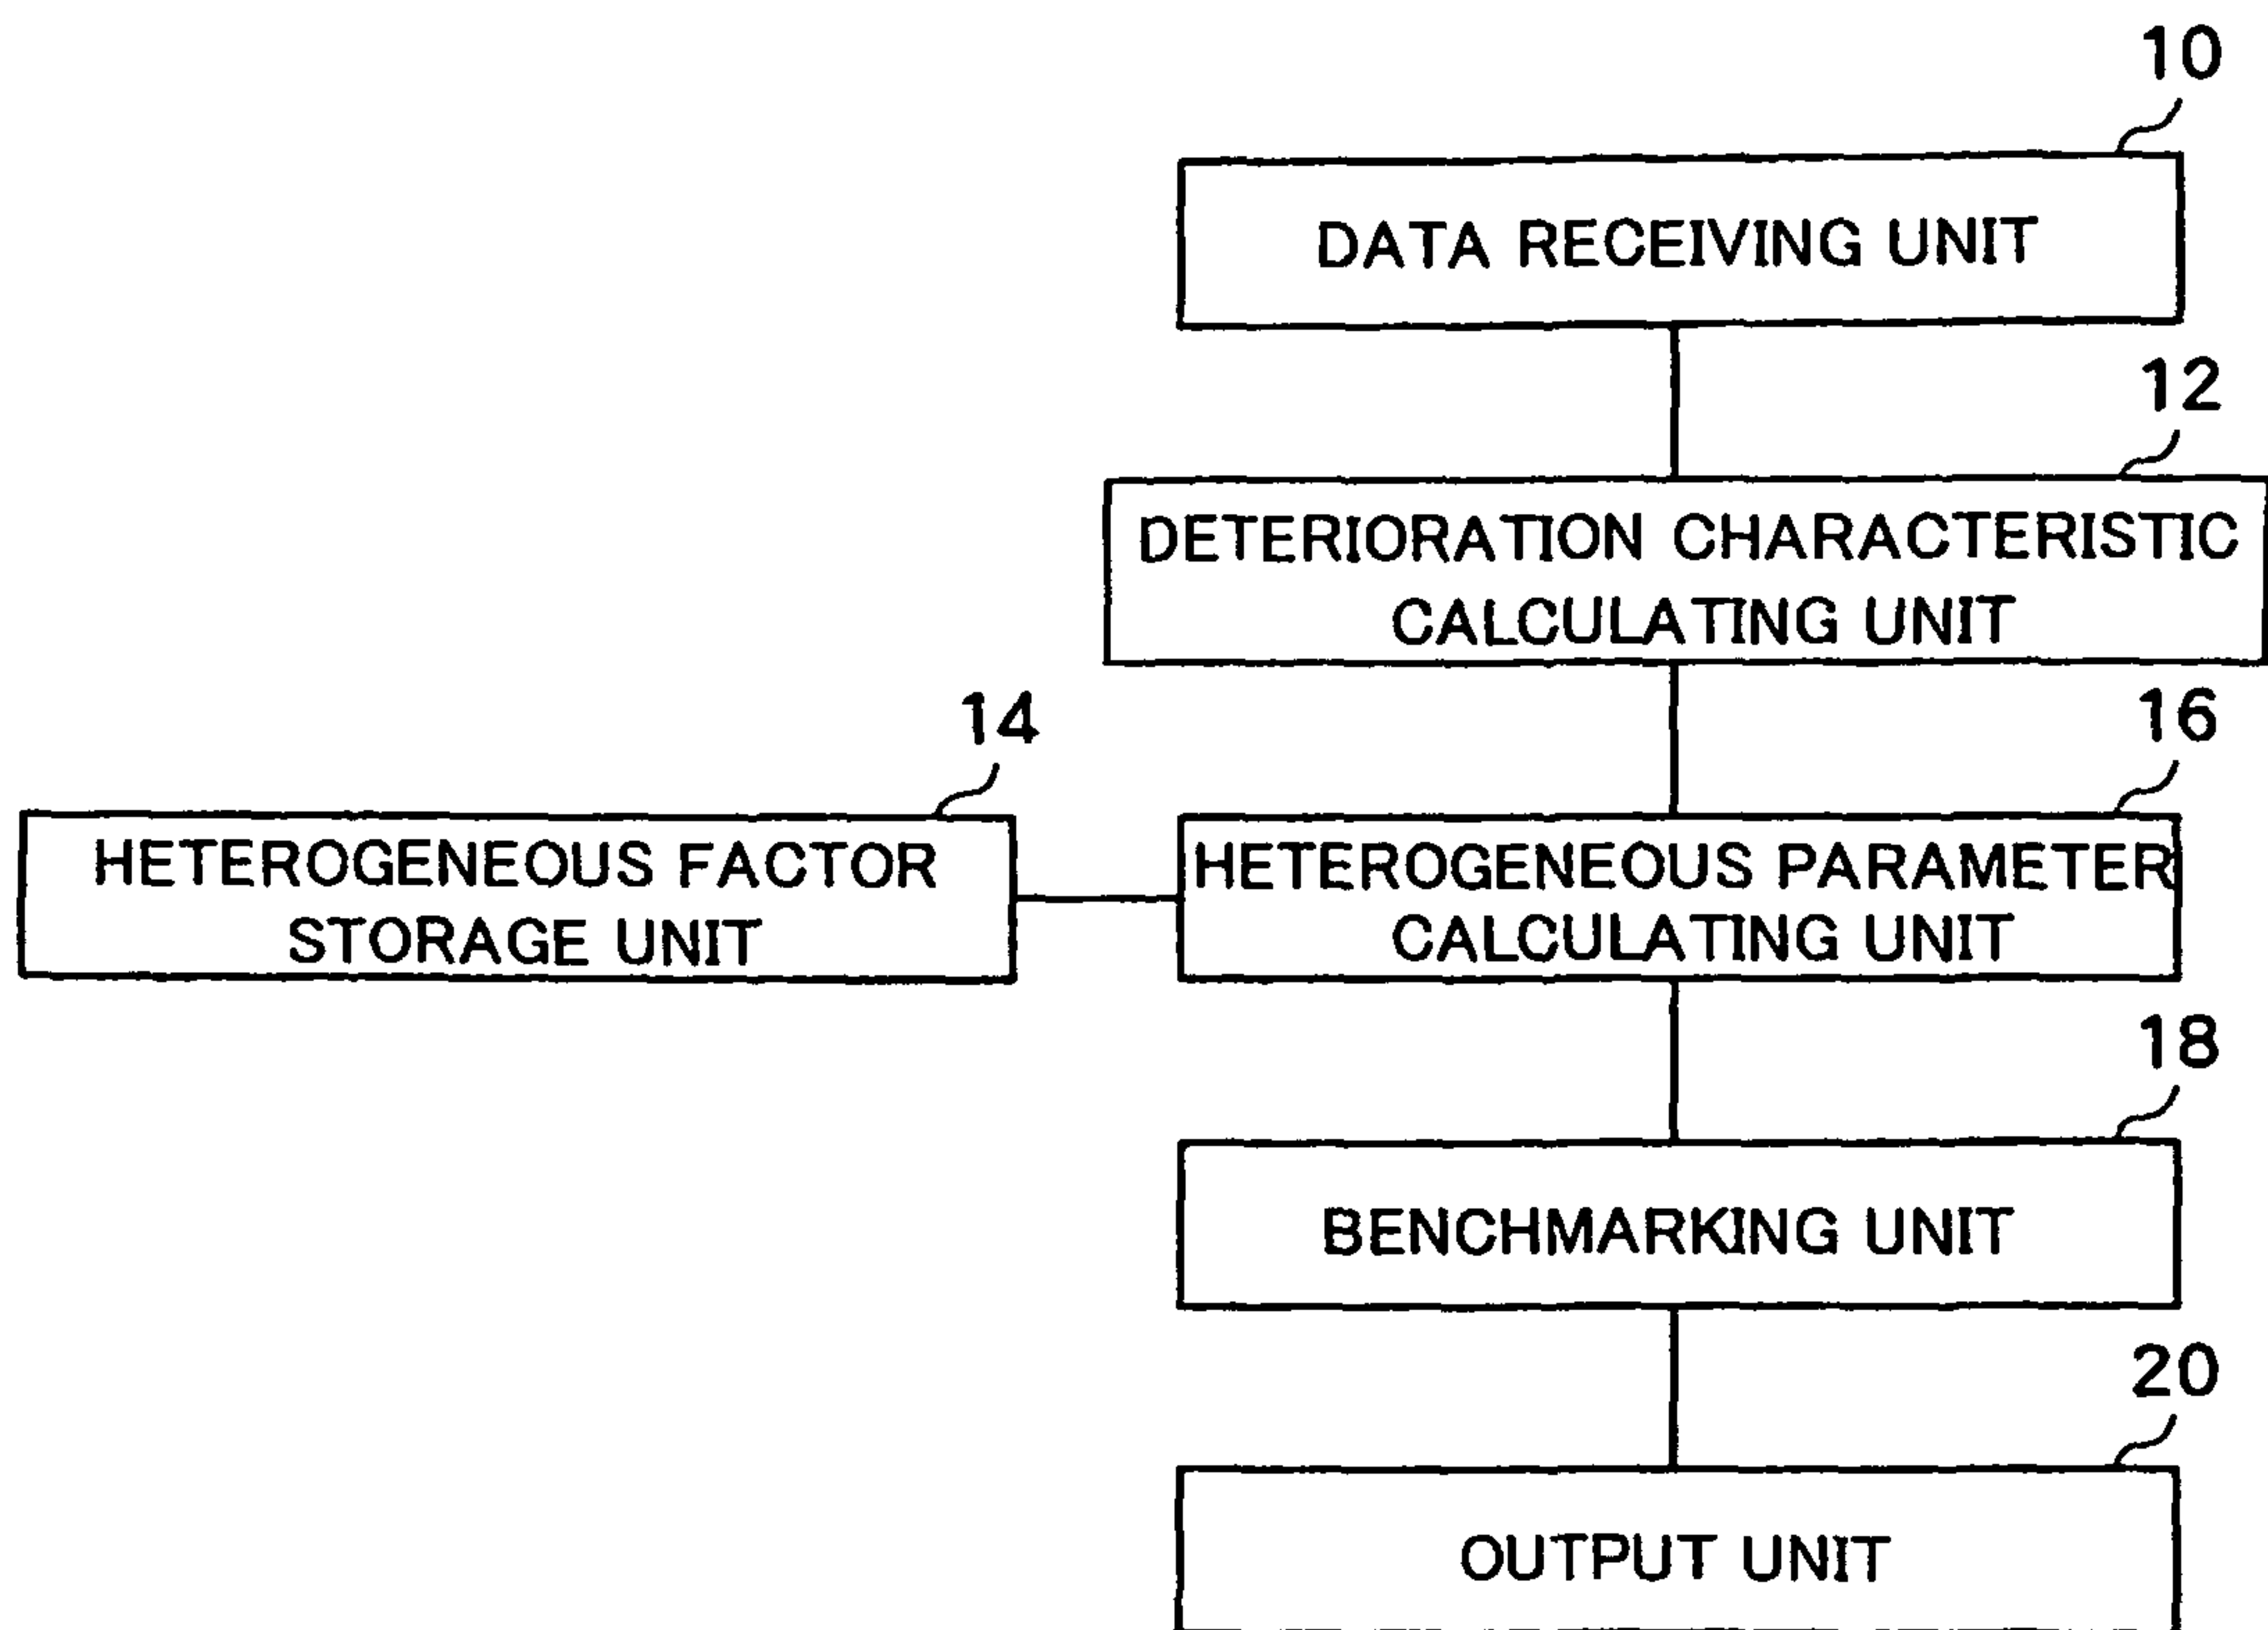 10
DATA RECEIVING UNIT
12
DETERIORATION CHARACTERISTIC
CALCULATING UNIT
14
HETEROGENEOUS FACTOR
STORAGE UNIT
16
HETEROGENEOUS PARAMETER
CALCULATING UNIT
18
BENCHMARKING UNIT
20
OUTPUT UNIT